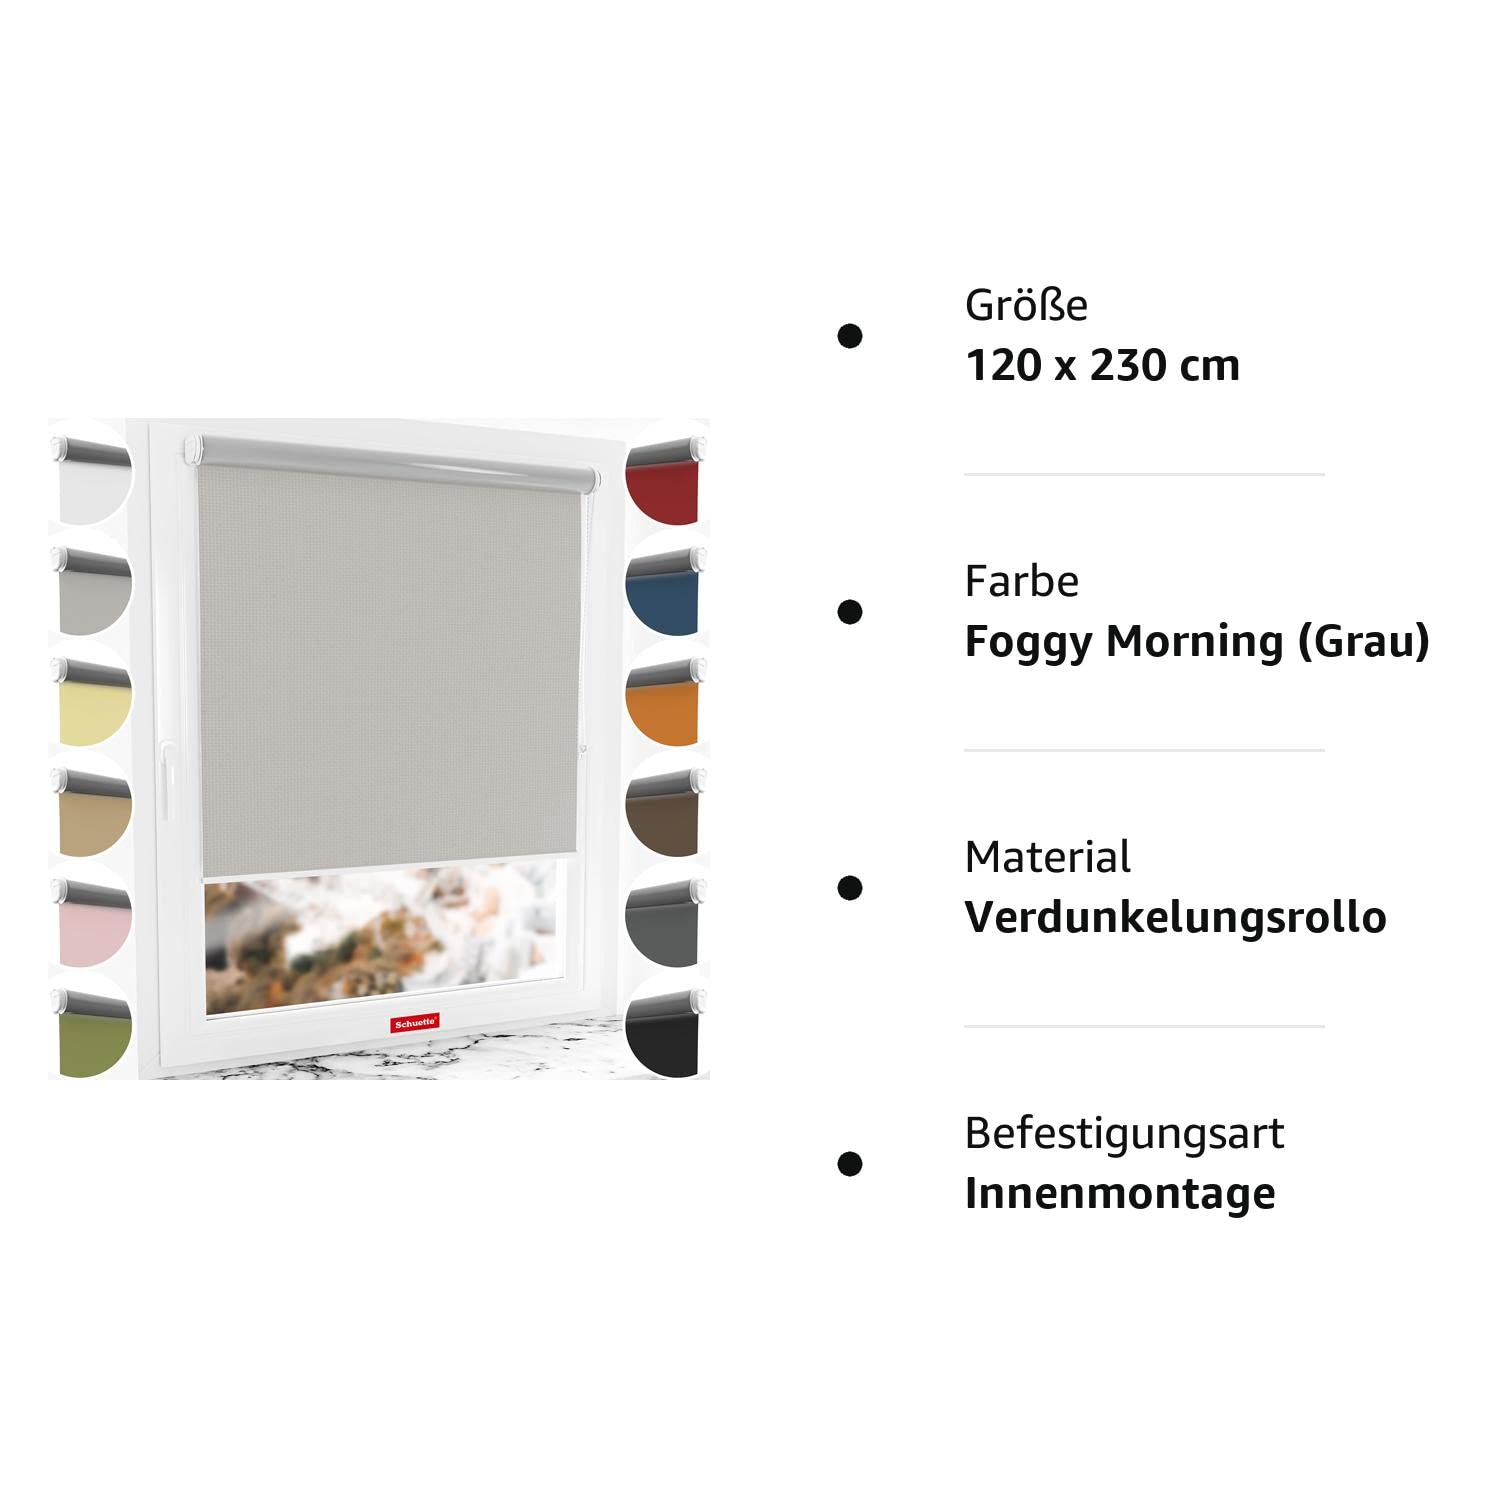 Größe
120 x 230 cm
Farbe
Foggy Morning (Grau)
Material
Verdunkelungsrollo
Befestigungsart
Innenmontage
Schuette®